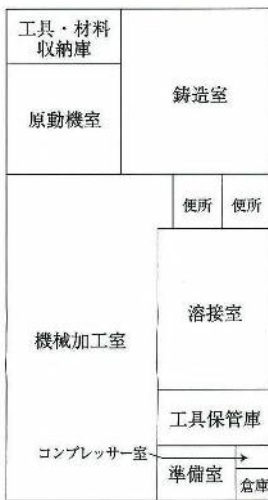 工具・材料
収納庫
鋳造室
原動機室
便所
便所
溶接室
機械加工室
工具保管庫
コンプレッサー室
準備室
倉庫